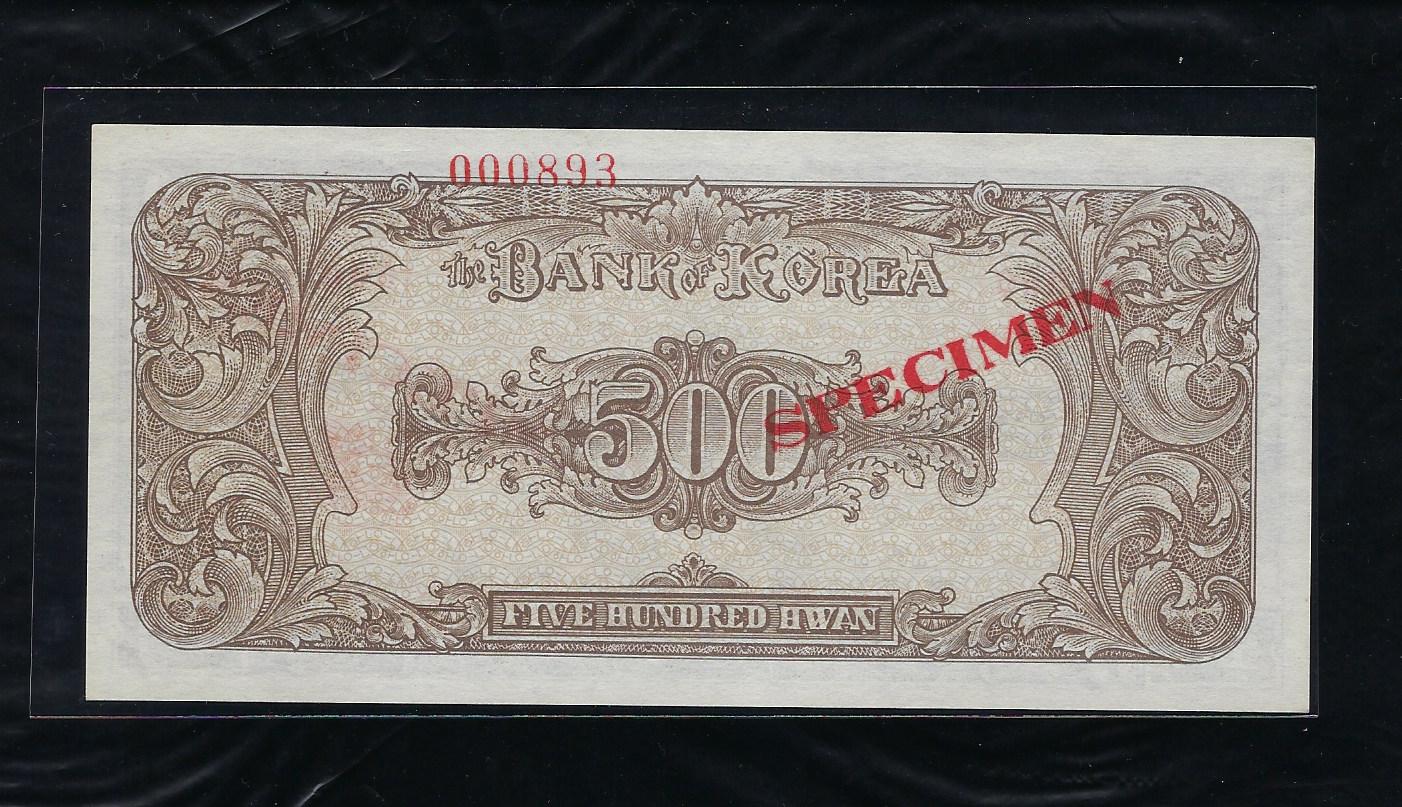 000893
the BANK of KOREA
500
SPECIMEN
FIVE HUNDRED HWAN